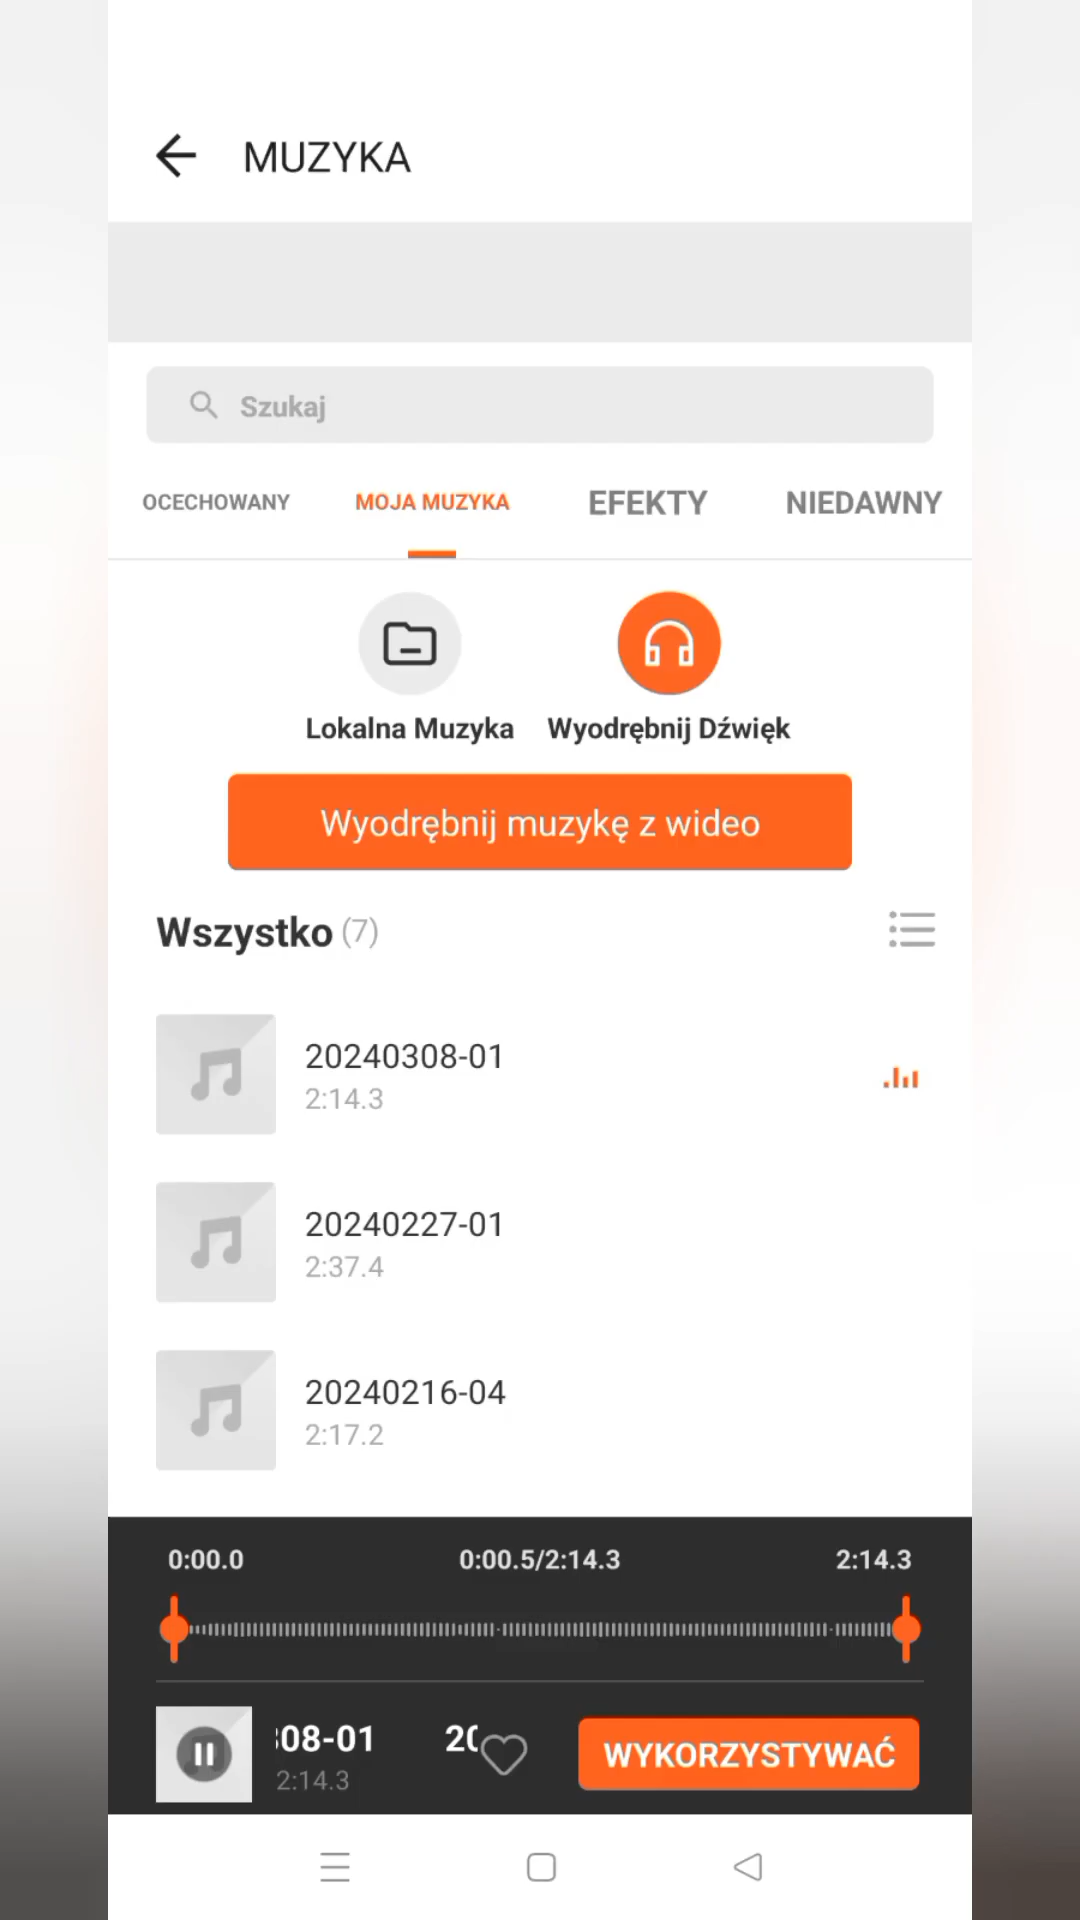 MUZYKA
Szukaj
OCECHOWANY MOJA MUZYKA EFEKTY NIEDAWNY
Lokalna Muzyka Wyodrębnij Dźwięk
Wyodrębnij muzykę z wideo
Wszystko (7)
20240308-01
2:14.3
20240227-01
2:37.4
20240216-04
2:17.2
0:00.0 0:00.5/2:14.3 2:14.3
08-01 20 WYKORZYSTYWAĆ
2:14.3